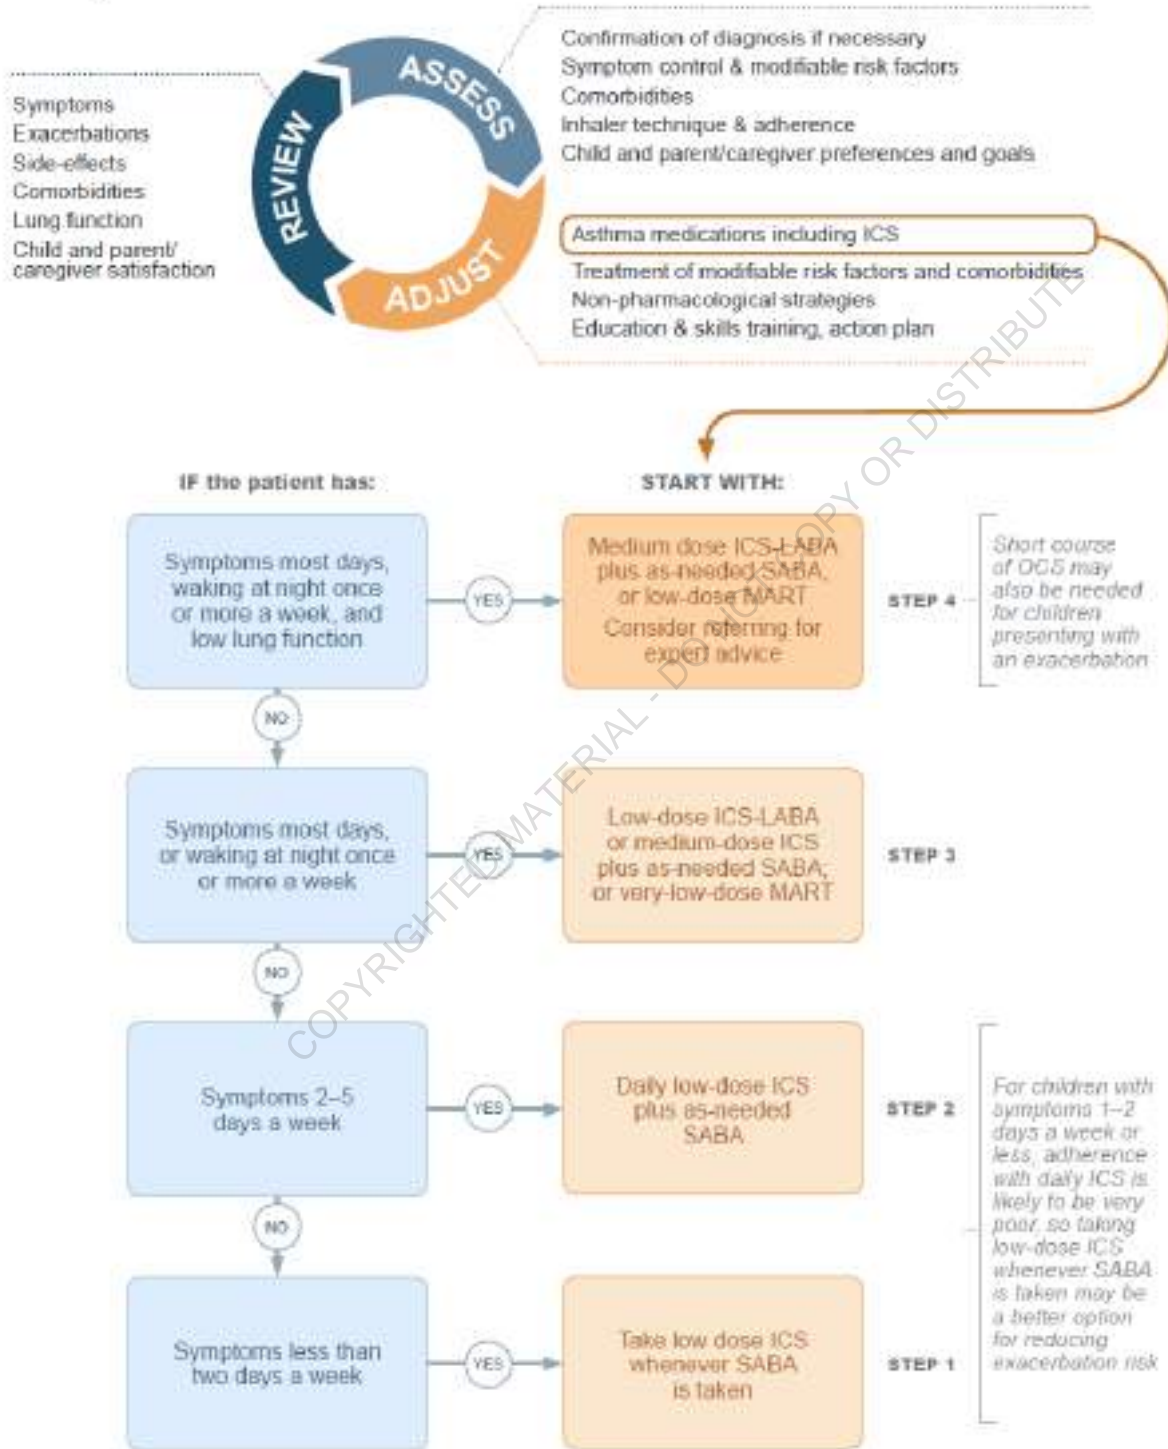 Symptoms
Exacerbations
Side-effects
Comorbidities
Lung function
Child and parent/
caregiver satisfaction
REVIEW
ASSESS
ADJUST
Confirmation of diagnosis if necessary
Symptom control & modifiable risk factors
Comorbidities
Inhaler technique & adherence
Child and parent/caregiver preferences and goals
Asthma medications including ICS
Treatment of modifiable risk factors and comorbidities
Non-pharmacological strategies
Education & skills training, action plan
IF the patient has:
START WITH:
Symptoms most days,
waking at night once
or more a week, and
low lung function
YES
Medium dose ICS-LABA
plus as-needed SABA,
or low-dose MART
Consider referring for
expert advice
STEP 4
Short course
of OCS may
also be needed
for children
presenting with
an exacerbation
NO
Symptoms most days,
or waking at night once
or more a week
YES
Low-dose ICS-LABA
or medium-dose ICS
plus as-needed SABA,
or very-low-dose MART
STEP 3
NO
Symptoms 2–5
days a week
YES
Daily low-dose ICS
plus as-needed
SABA
STEP 2
For children with
symptoms 1–2
days a week or
less, adherence
with daily ICS is
likely to be very
poor, so taking
low-dose ICS
whenever SABA
is taken may be
a better option
for reducing
exacerbation risk
NO
Symptoms less than
two days a week
YES
Take low dose ICS
whenever SABA
is taken
STEP 1
COPYRIGHTED MATERIAL - DO NOT COPY OR DISTRIBUTE